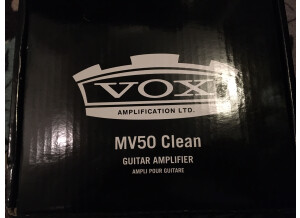 VOX
AMPLIFICATION LTD.
MV50 Clean
GUITAR AMPLIFIER
AMPLI POUR GUITARE